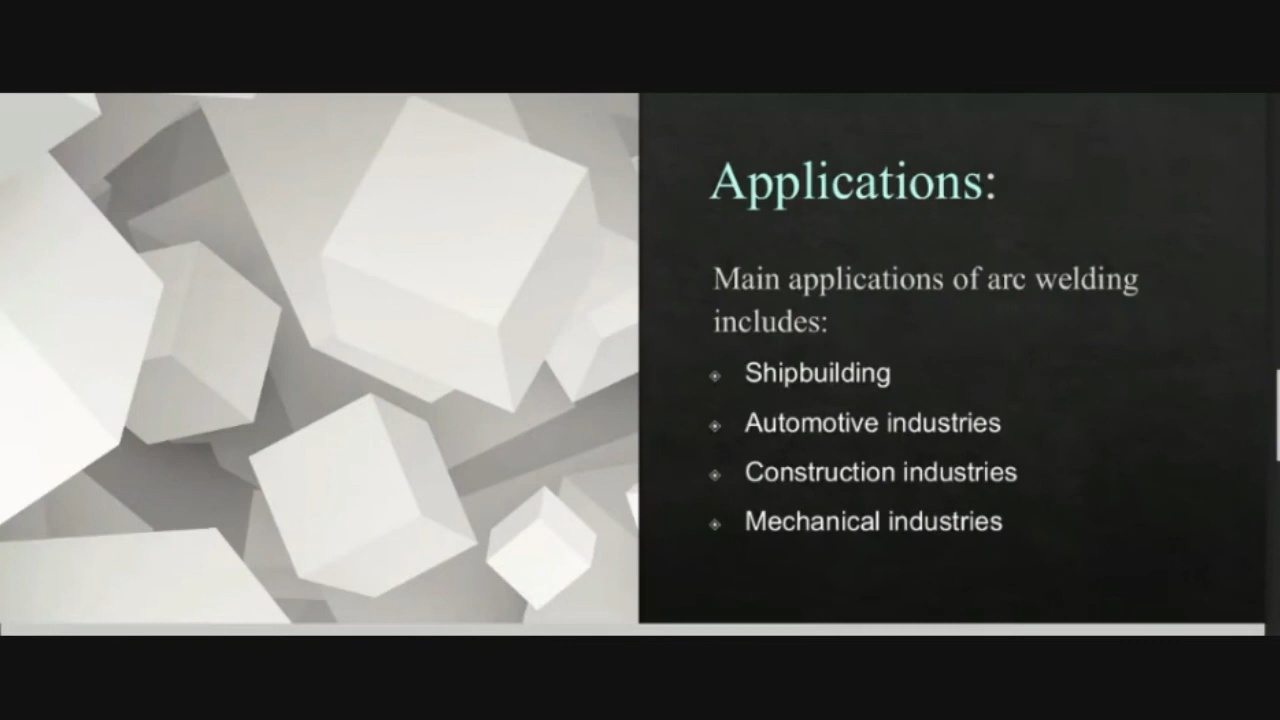 Applications:
Main applications of arc welding
includes:
Shipbuilding
Automotive industries
Construction industries
Mechanical industries